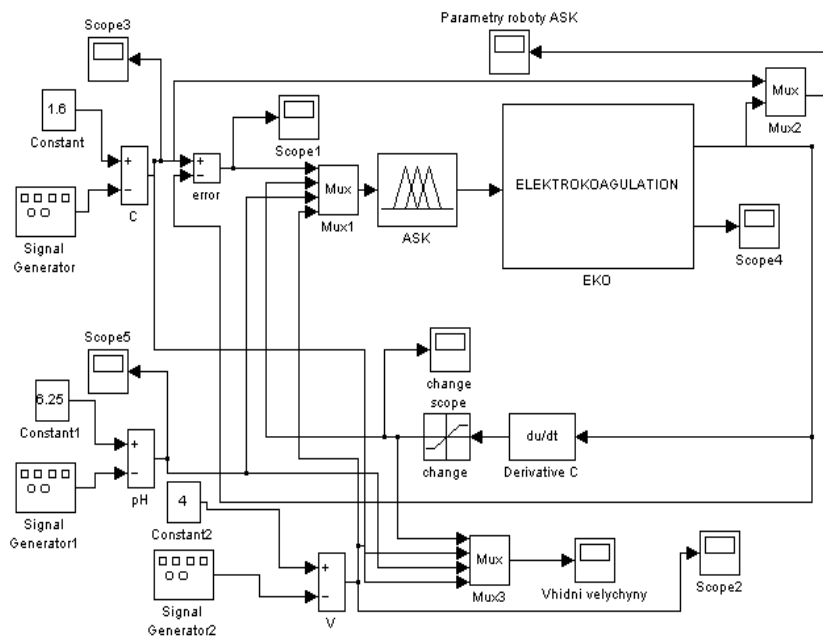 Parametry roboty ASK
Scope3
1.6
Constant
+
−
C
Signal
Generator
+
−
error
Scope1
Mux
Mux1
ASK
ELEKTROKOAGULATION
EKO
Mux
Mux2
Scope4
Scope5
6.25
Constant1
+
−
pH
Signal
Generator1
change
scope
change
du/dt
Derivative C
4
Constant2
+
−
V
Signal
Generator2
Mux
Mux3
Vhidni velychyny
Scope2